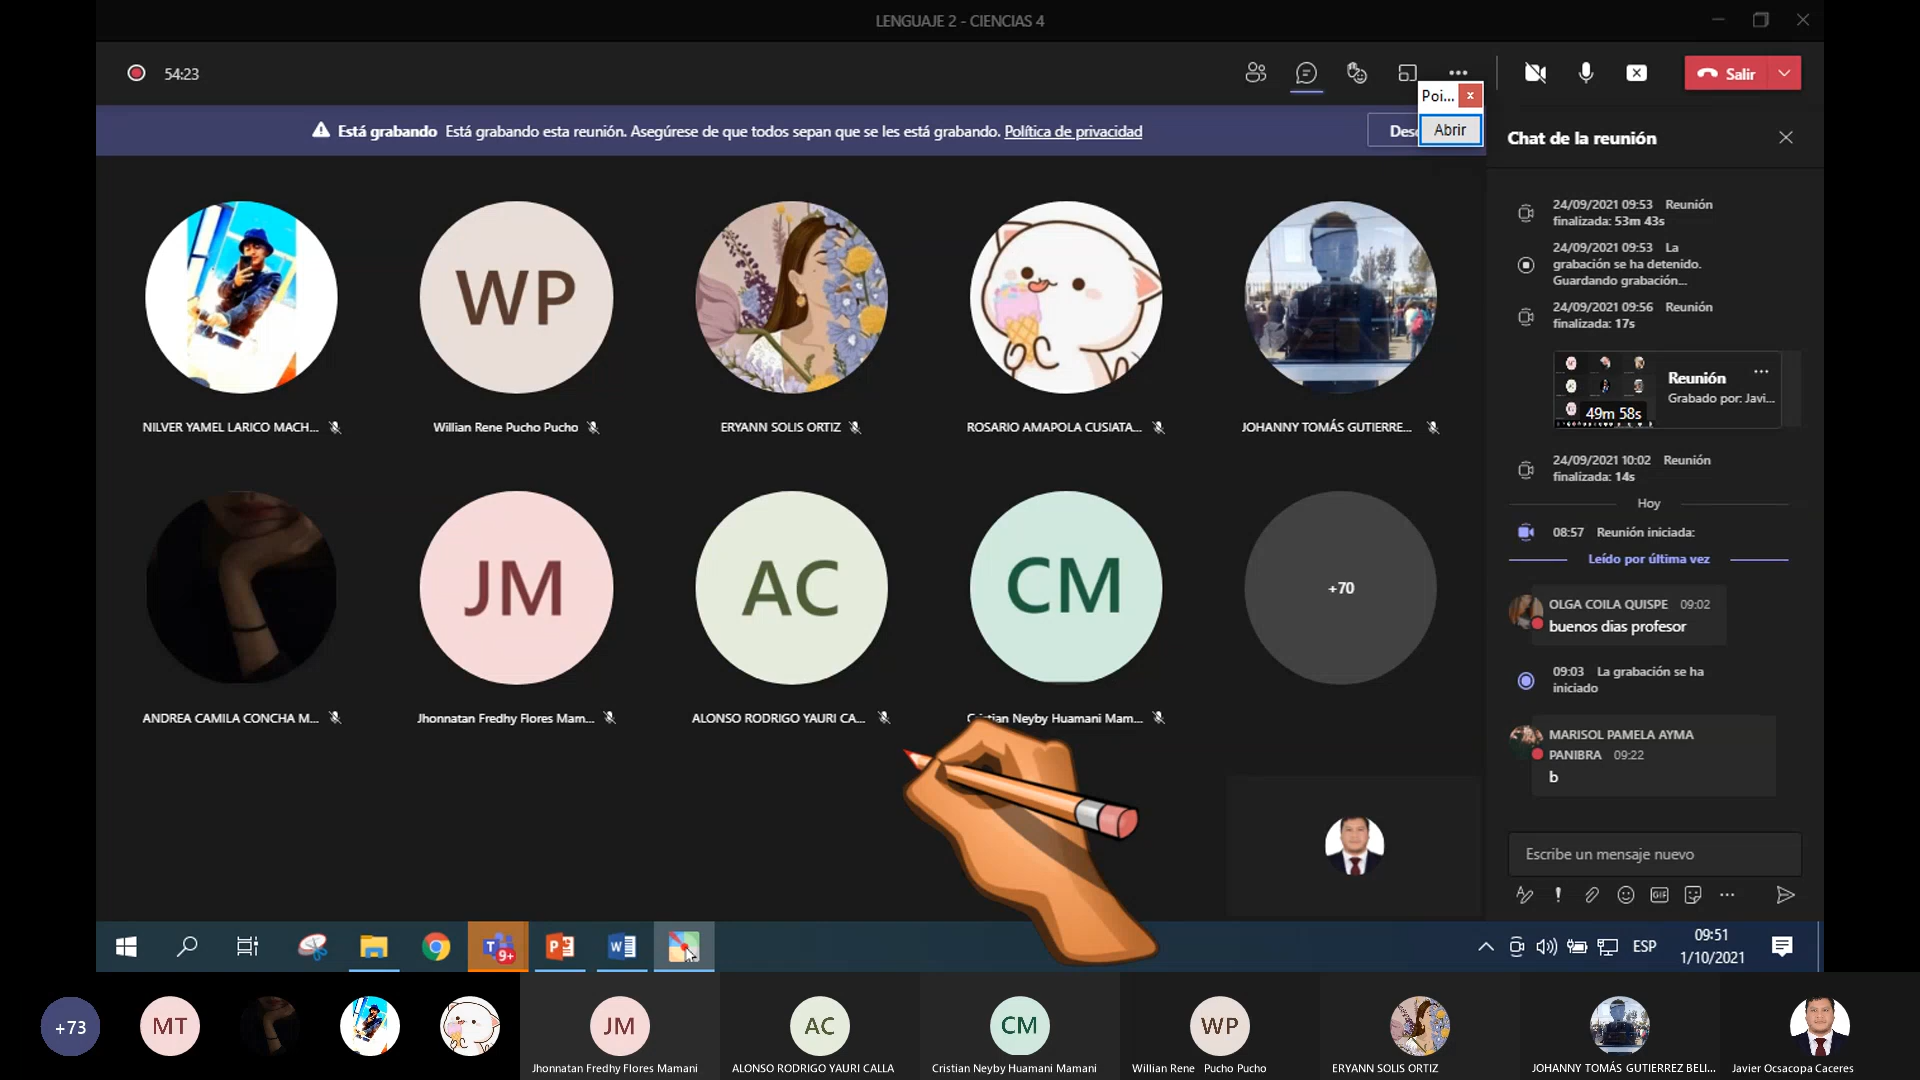 LENGUAJE 2 - CIENCIAS 4
54:23
Salir
Poi...
Abrir
Está grabando Está grabando esta reunión. Asegúrese de que todos sepan que se les está grabando. Política de privacidad
Desc
Chat de la reunión
24/09/2021 09:53 Reunión
finalizada: 53m 43s
24/09/2021 09:53 La
grabación se ha detenido.
Guardando grabación...
24/09/2021 09:56 Reunión
finalizada: 17s
Reunión
Grabado por: Javi...
49m 58s
24/09/2021 10:02 Reunión
finalizada: 14s
Hoy
08:57 Reunión iniciada:
Leído por última vez
OLGA COILA QUISPE 09:02
buenos dias profesor
09:03 La grabación se ha
iniciado
MARISOL PAMELA AYMA
PANIBRA 09:22
b
Escribe un mensaje nuevo
GIF
WP
NILVER YAMEL LARICO MACH...
Willian Rene Pucho Pucho
ERYANN SOLIS ORTIZ
ROSARIO AMAPOLA CUSIATA...
JOHANNY TOMÁS GUTIERRE...
JM
AC
CM
+70
ANDREA CAMILA CONCHA M...
Jhonnatan Fredhy Flores Mam...
ALONSO RODRIGO YAURI CA...
Cristian Neyby Huamani Mam...
9+
ESP
09:51
1/10/2021
+73
MT
JM
AC
CM
WP
Jhonnatan Fredhy Flores Mamani
ALONSO RODRIGO YAURI CALLA
Cristian Neyby Huamani Mamani
Willian Rene Pucho Pucho
ERYANN SOLIS ORTIZ
JOHANNY TOMÁS GUTIERREZ BELI...
Javier Ocsacopa Caceres